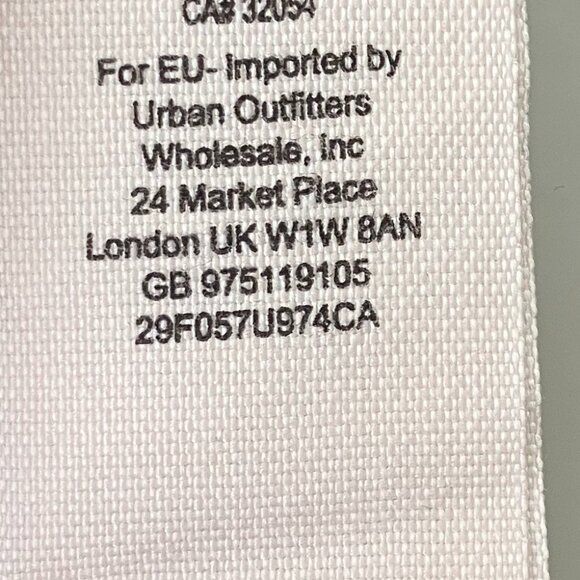 CA# 32054
For EU- Imported by
Urban Outfitters
Wholesale, Inc
24 Market Place
London UK W1W 8AN
GB 975119105
29F057U974CA